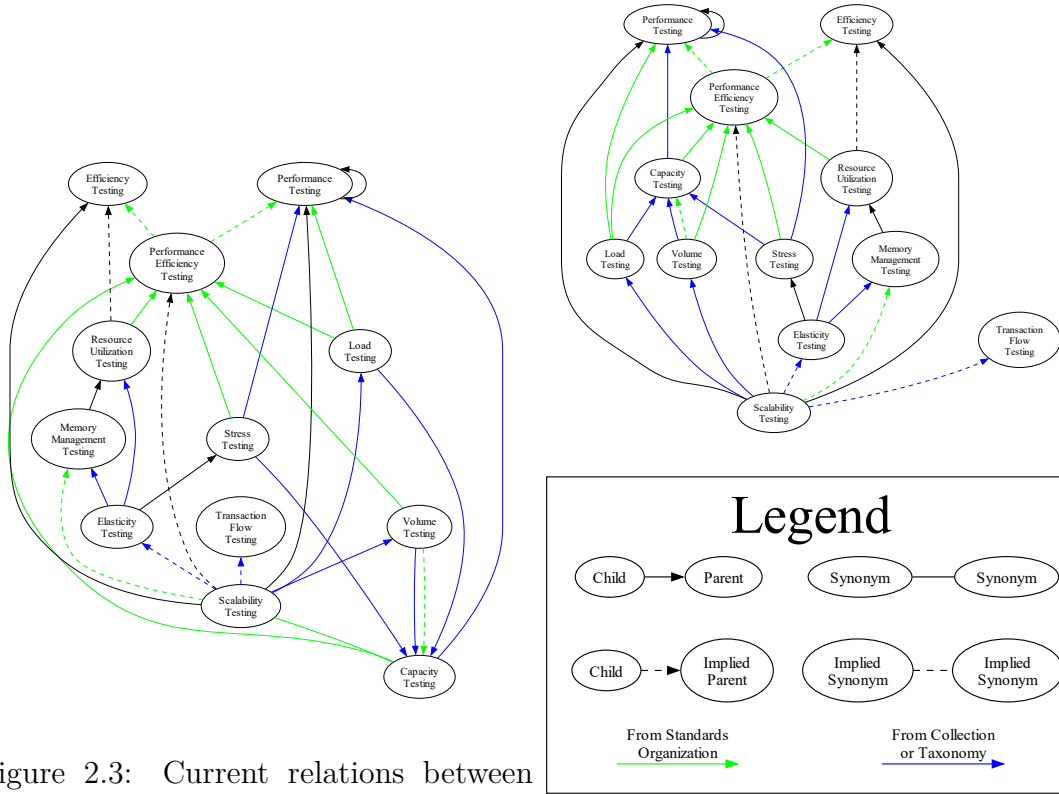 Efficiency
Testing
Performance
Testing
Performance
Efficiency
Testing
Resource
Utilization
Testing
Load
Testing
Memory
Management
Testing
Stress
Testing
Elasticity
Testing
Transaction
Flow
Testing
Volume
Testing
Scalability
Testing
Capacity
Testing
igure 2.3: Current relations between
Performance
Testing
Efficiency
Testing
Performance
Efficiency
Testing
Capacity
Testing
Resource
Utilization
Testing
Load
Testing
Volume
Testing
Stress
Testing
Memory
Management
Testing
Elasticity
Testing
Transaction
Flow
Testing
Scalability
Testing
Legend
Child
Parent
Synonym
Synonym
Child
Implied
Parent
Implied
Synonym
Implied
Synonym
From Standards
Organization
From Collection
or Taxonomy